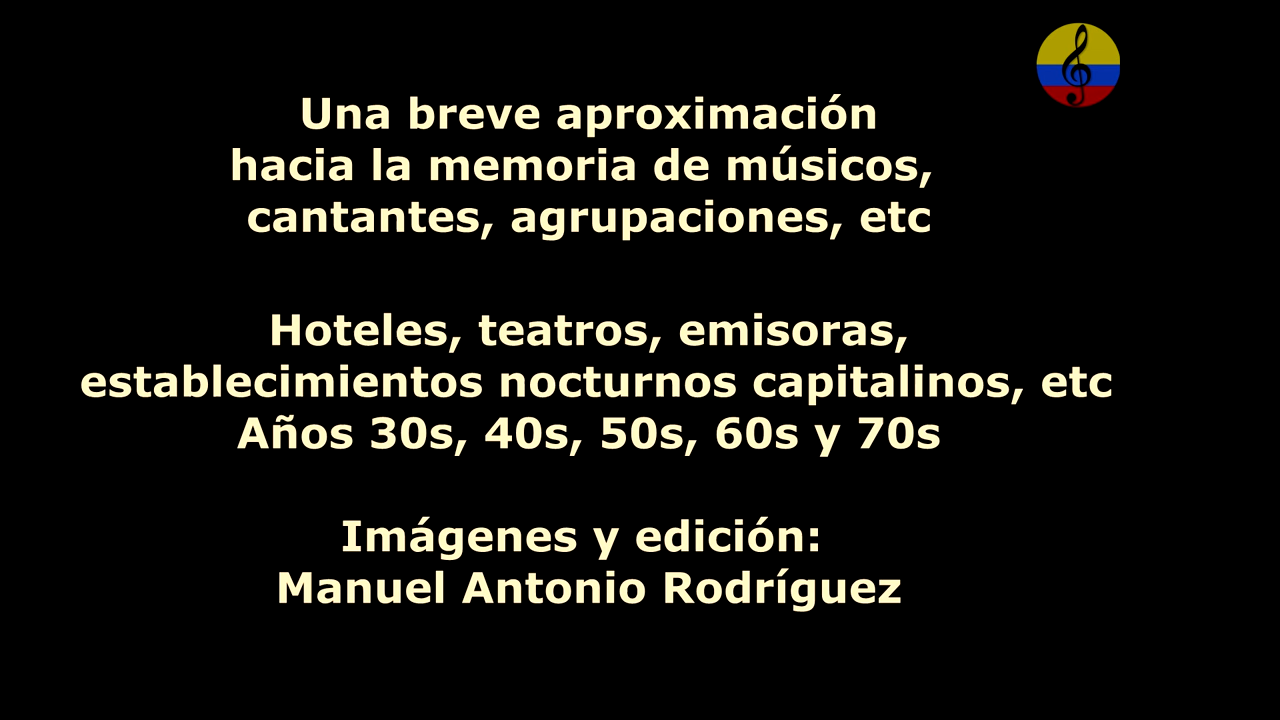 Una breve aproximación
hacia la memoria de músicos,
cantantes, agrupaciones, etc
Hoteles, teatros, emisoras,
establecimientos nocturnos capitalinos, etc
Años 30s, 40s, 50s, 60s y 70s
Imágenes y edición:
Manuel Antonio Rodríguez